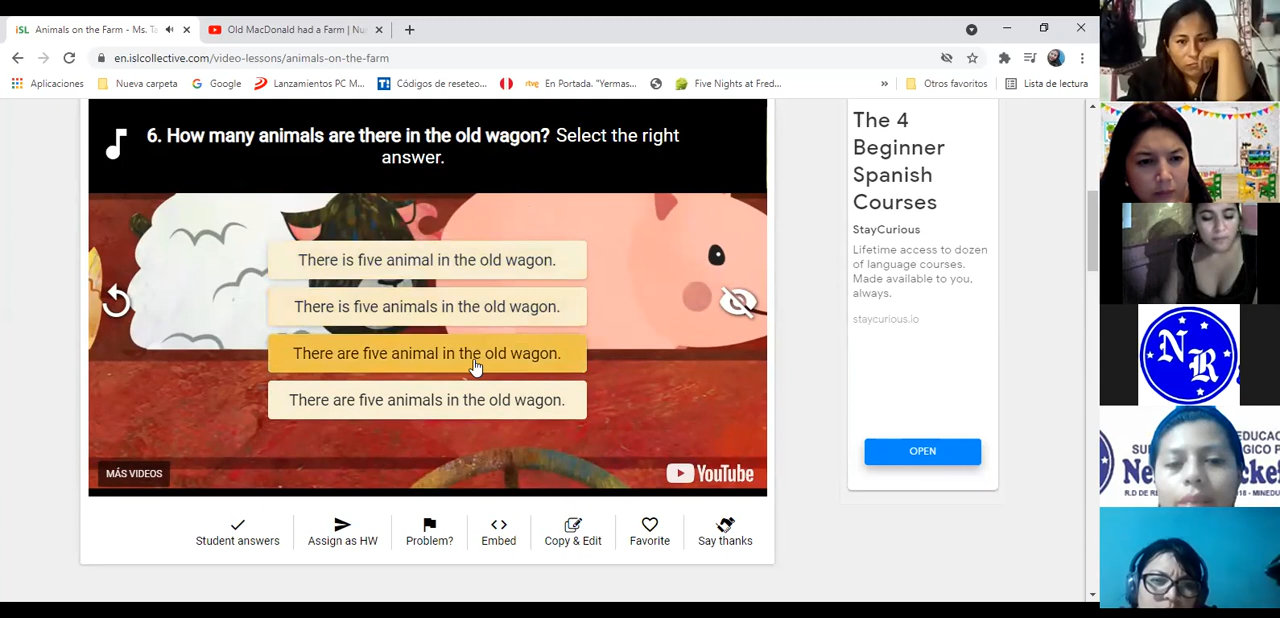 Animals on the Farm - Ms. Ta
Old MacDonald had a Farm | Nu
en.islcollective.com/video-lessons/animals-on-the-farm
Aplicaciones
Nueva carpeta
Google
Lanzamientos PC M...
Códigos de reseteo...
En Portada. "Yermas...
Five Nights at Fred...
»
Otros favoritos
Lista de lectura
6. How many animals are there in the old wagon? Select the right
answer.
There is five animal in the old wagon.
There is five animals in the old wagon.
There are five animal in the old wagon.
There are five animals in the old wagon.
MÁS VIDEOS
YouTube
Student answers
Assign as HW
Problem?
Embed
Copy & Edit
Favorite
Say thanks
The 4
Beginner
Spanish
Courses
StayCurious
Lifetime access to dozen
of language courses.
Made available to you,
always.
staycurious.io
OPEN
N
R